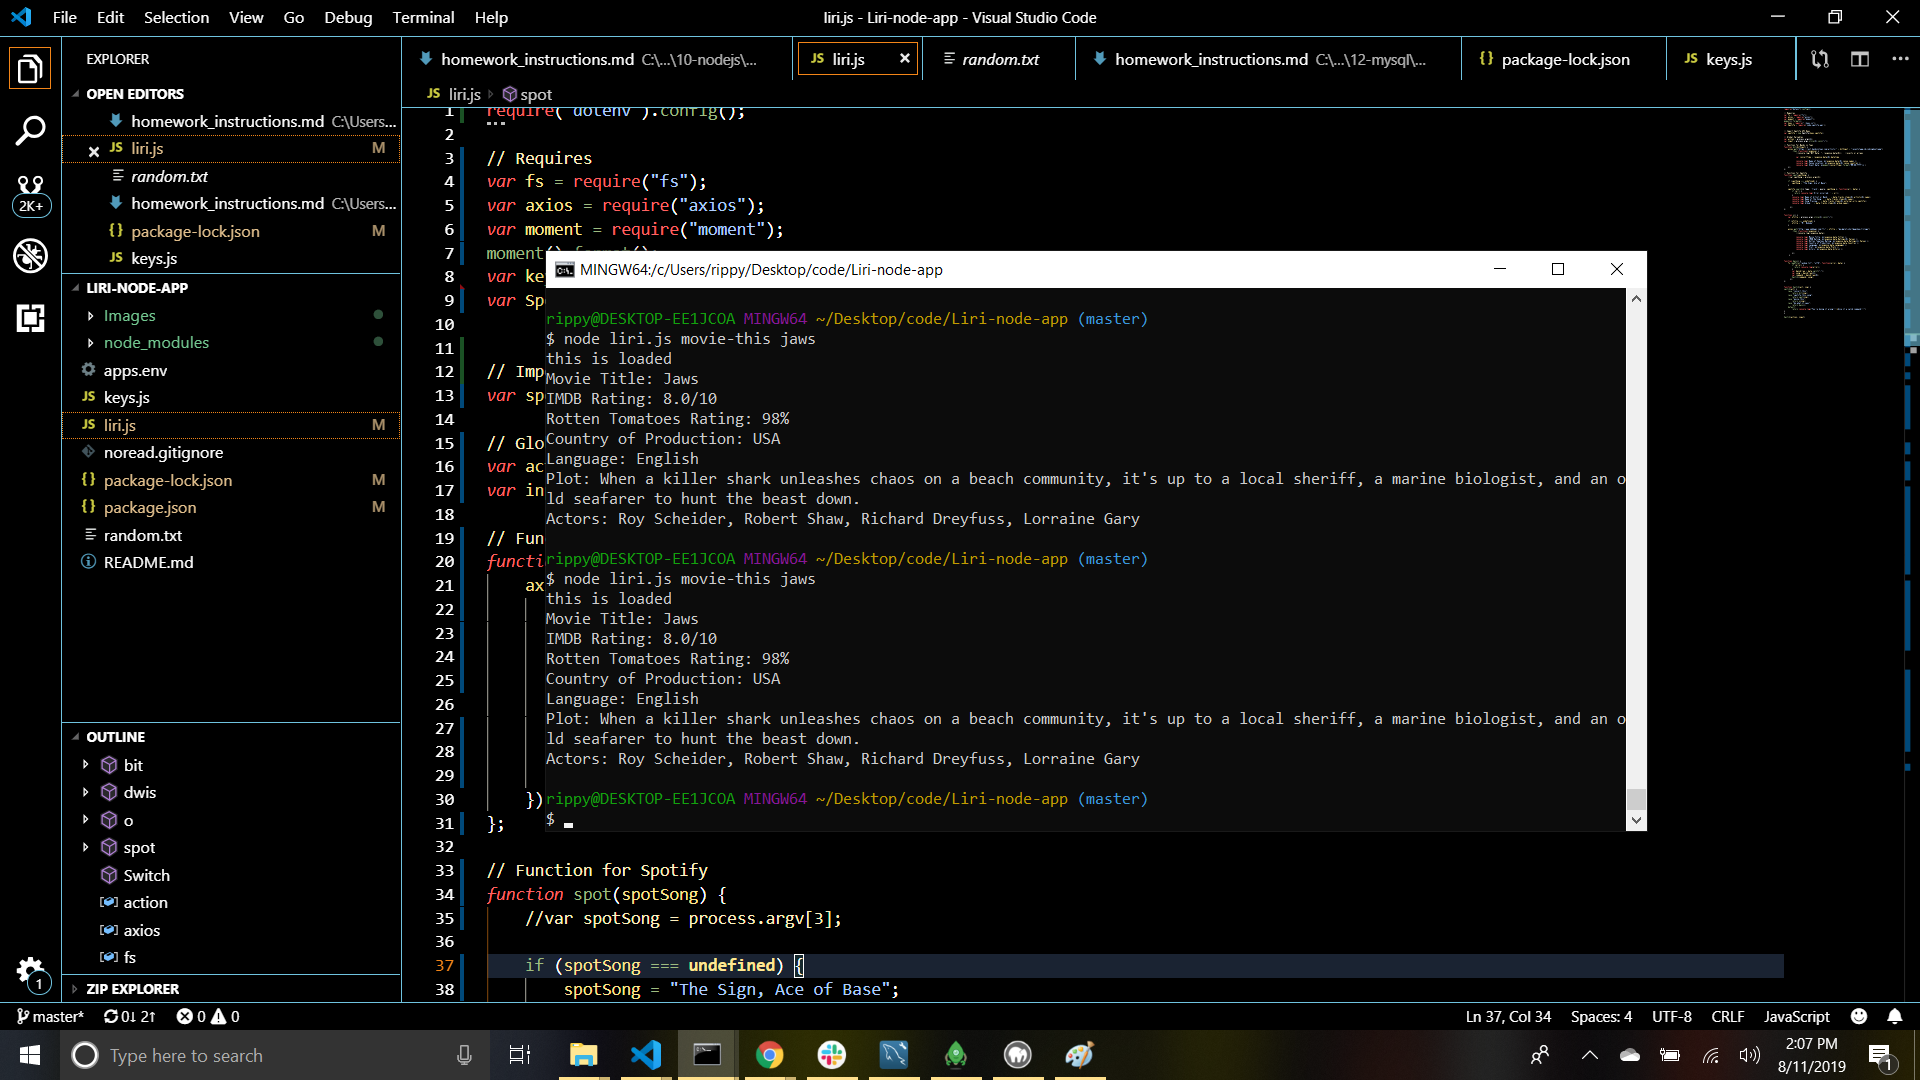 File Edit Selection View Go Debug Terminal Help
liri.js - Liri-node-app - Visual Studio Code
EXPLORER
OPEN EDITORS
homework_instructions.md C:\Users...
liri.js M
random.txt
homework_instructions.md C:\Users...
package-lock.json M
keys.js
LIRI-NODE-APP
Images
node_modules
apps.env
keys.js
liri.js M
noread.gitignore
package-lock.json M
package.json M
random.txt
README.md
OUTLINE
bit
dwis
o
spot
Switch
action
axios
fs
ZIP EXPLORER
2K+
1
homework_instructions.md C:\...\10-nodejs\...
liri.js
random.txt
homework_instructions.md C:\...\12-mysql\...
package-lock.json
keys.js
liri.js spot
1 require("dotenv").config();
2
3 // Requires
4 var fs = require("fs");
5 var axios = require("axios");
6 var moment = require("moment");
7 moment().format();
8 var ke
9 var Sp
10
11
12 // Imp
13 var sp
14
15 // Glo
16 var ac
17 var in
18
19 // Fun
20 functi
21 ax
22
23
24
25
26
27
28
29
30 })
31 };
32
33 // Function for Spotify
34 function spot(spotSong) {
35 //var spotSong = process.argv[3];
36
37 if (spotSong === undefined) {
38 spotSong = "The Sign, Ace of Base";
MINGW64:/c/Users/rippy/Desktop/code/Liri-node-app
rippy@DESKTOP-EE1JCOA MINGW64 ~/Desktop/code/Liri-node-app (master)
$ node liri.js movie-this jaws
this is loaded
Movie Title: Jaws
IMDB Rating: 8.0/10
Rotten Tomatoes Rating: 98%
Country of Production: USA
Language: English
Plot: When a killer shark unleashes chaos on a beach community, it's up to a local sheriff, a marine biologist, and an o
ld seafarer to hunt the beast down.
Actors: Roy Scheider, Robert Shaw, Richard Dreyfuss, Lorraine Gary
rippy@DESKTOP-EE1JCOA MINGW64 ~/Desktop/code/Liri-node-app (master)
$ node liri.js movie-this jaws
this is loaded
Movie Title: Jaws
IMDB Rating: 8.0/10
Rotten Tomatoes Rating: 98%
Country of Production: USA
Language: English
Plot: When a killer shark unleashes chaos on a beach community, it's up to a local sheriff, a marine biologist, and an o
ld seafarer to hunt the beast down.
Actors: Roy Scheider, Robert Shaw, Richard Dreyfuss, Lorraine Gary
rippy@DESKTOP-EE1JCOA MINGW64 ~/Desktop/code/Liri-node-app (master)
$
master* 0↓ 2↑ 0 0
Ln 37, Col 34 Spaces: 4 UTF-8 CRLF JavaScript
Type here to search
2:07 PM
8/11/2019
1